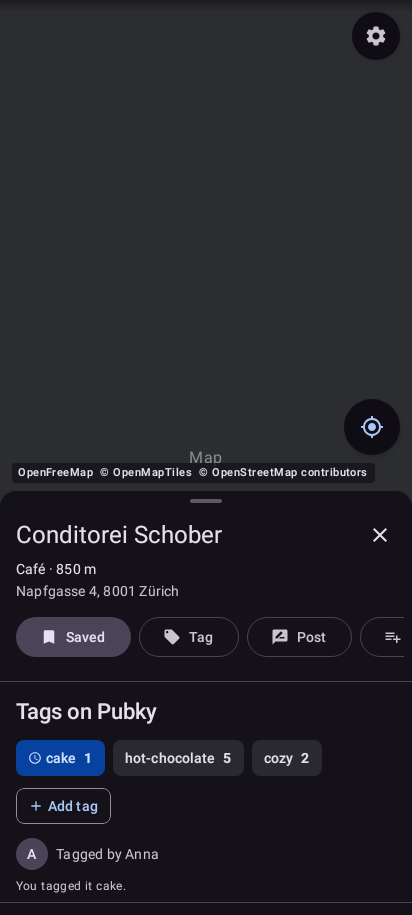 Map
OpenFreeMap © OpenMapTiles © OpenStreetMap contributors
Conditorei Schober
Café · 850 m
Napfgasse 4, 8001 Zürich
Saved Tag Post
Tags on Pubky
cake 1 hot-chocolate 5 cozy 2
+ Add tag
A Tagged by Anna
You tagged it cake.